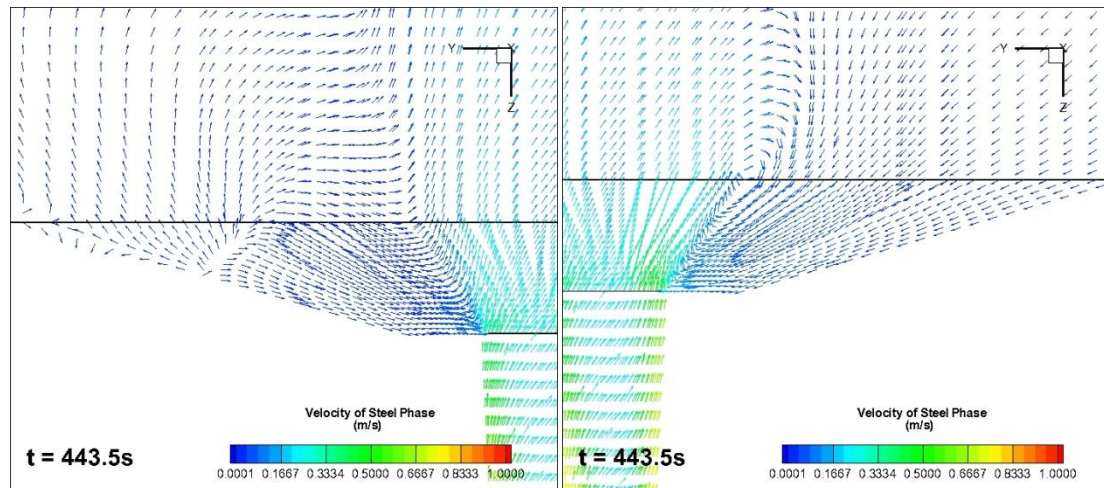 Y
X
Z
Velocity of Steel Phase
(m/s)
t = 443.5s
0.0001 0.1667 0.3334 0.5000 0.6667 0.8333 1.0000
Y
X
Z
Velocity of Steel Phase
(m/s)
t = 443.5s
0.0001 0.1667 0.3334 0.5000 0.6667 0.8333 1.0000